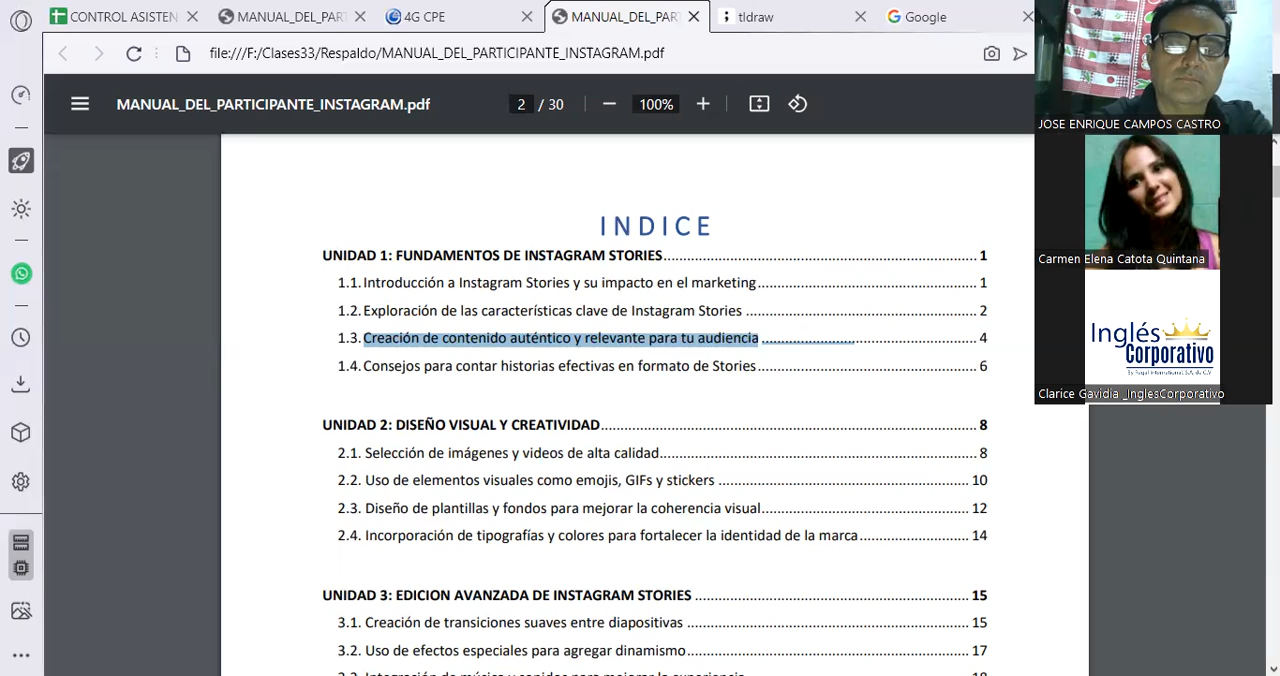 CONTROL ASISTEN
MANUAL_DEL_PAR
4G CPE
MANUAL_DEL_PAR
tldraw
Google
file:///F:/Clases33/Respaldo/MANUAL_DEL_PARTICIPANTE_INSTAGRAM.pdf
MANUAL_DEL_PARTICIPANTE_INSTAGRAM.pdf
2 / 30
100%
INDICE
UNIDAD 1: FUNDAMENTOS DE INSTAGRAM STORIES 1
1.1. Introducción a Instagram Stories y su impacto en el marketing 1
1.2. Exploración de las características clave de Instagram Stories 2
1.3. Creación de contenido auténtico y relevante para tu audiencia 4
1.4. Consejos para contar historias efectivas en formato de Stories 6
UNIDAD 2: DISEÑO VISUAL Y CREATIVIDAD 8
2.1. Selección de imágenes y videos de alta calidad 8
2.2. Uso de elementos visuales como emojis, GIFs y stickers 10
2.3. Diseño de plantillas y fondos para mejorar la coherencia visual 12
2.4. Incorporación de tipografías y colores para fortalecer la identidad de la marca 14
UNIDAD 3: EDICION AVANZADA DE INSTAGRAM STORIES 15
3.1. Creación de transiciones suaves entre diapositivas 15
3.2. Uso de efectos especiales para agregar dinamismo 17
JOSE ENRIQUE CAMPOS CASTRO
Carmen Elena Catota Quintana
Inglés
Corporativo
Clarice Gavidia _InglesCorporativo